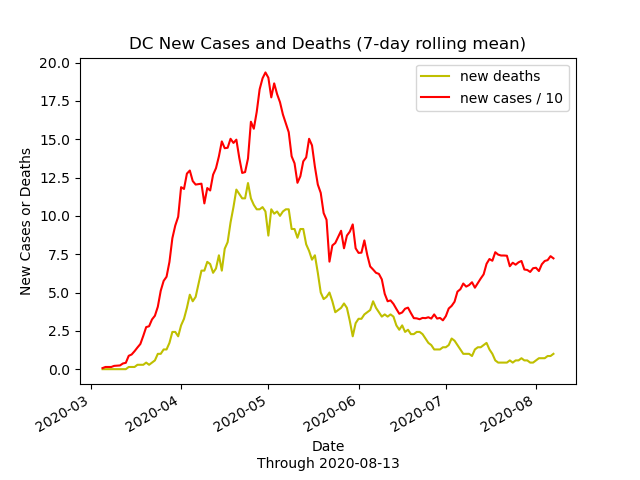 DC New Cases and Deaths (7-day rolling mean)
new deaths
new cases / 10
20.0
17.5
15.0
12.5
10.0
7.5
5.0
2.5
0.0
New Cases or Deaths
2020-03
2020-04
2020-05
2020-06
2020-07
2020-08
Date
Through 2020-08-13